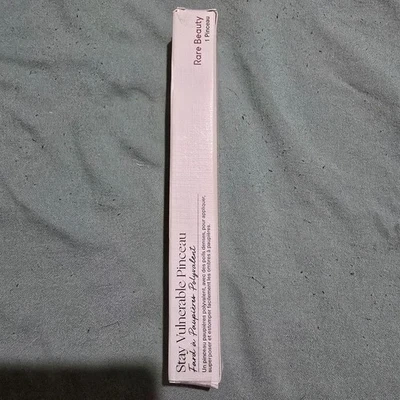 Rare Beauty
1 Pinceau
Stay Vulnerable Pinceau
Fard à Paupières Polyvalent
Un pinceau paupières polyvalent, avec des poils denses, pour appliquer,
superposer et estomper facilement les ombres à paupières.